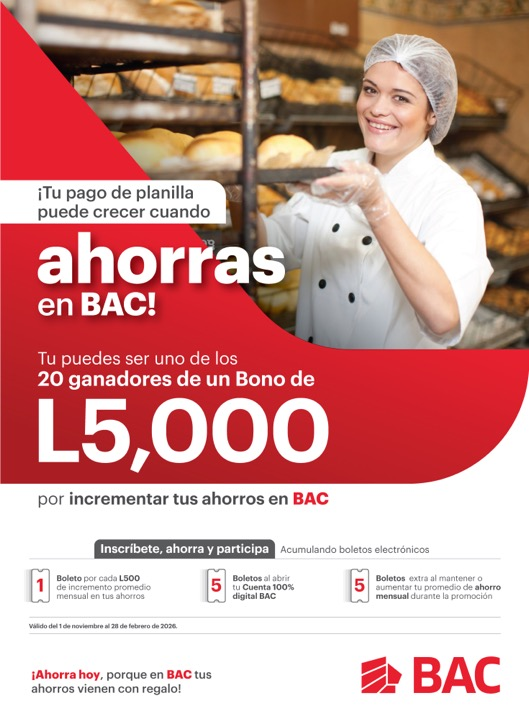 ¡Tu pago de planilla
puede crecer cuando
ahorras
en BAC!
Tu puedes ser uno de los
20 ganadores de un Bono de
L5,000
por incrementar tus ahorros en BAC
Inscríbete, ahorra y participa Acumulando boletos electrónicos
1
Boleto por cada L500
de incremento promedio
mensual en tus ahorros
5
Boletos al abrir
tu Cuenta 100%
digital BAC
5
Boletos extra al mantener o
aumentar tu promedio de ahorro
mensual durante la promoción
Válido del 1 de noviembre al 28 de febrero de 2026.
¡Ahorra hoy, porque en BAC tus
ahorros vienen con regalo!
BAC